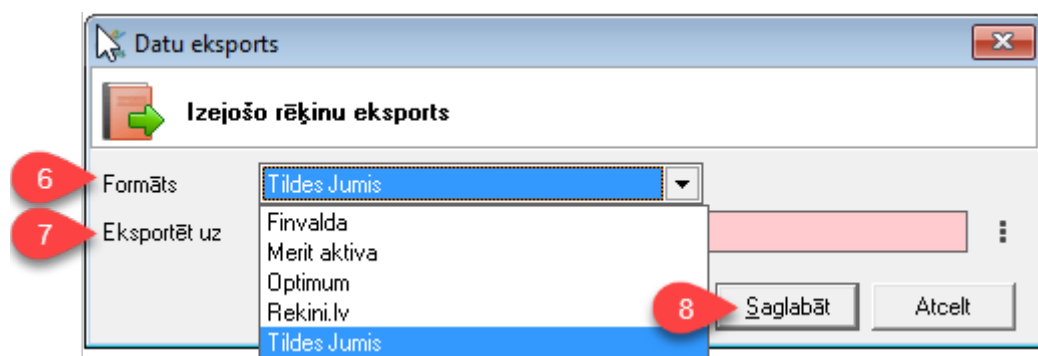 Datu eksports
Izejošo rēķinu eksports
6 Formāts Tildes Jumis
Finvalda
7 Eksportēt uz
Merit aktiva
Optimum
Rekini.lv
8 Saglabāt Atcelt
Tildes Jumis